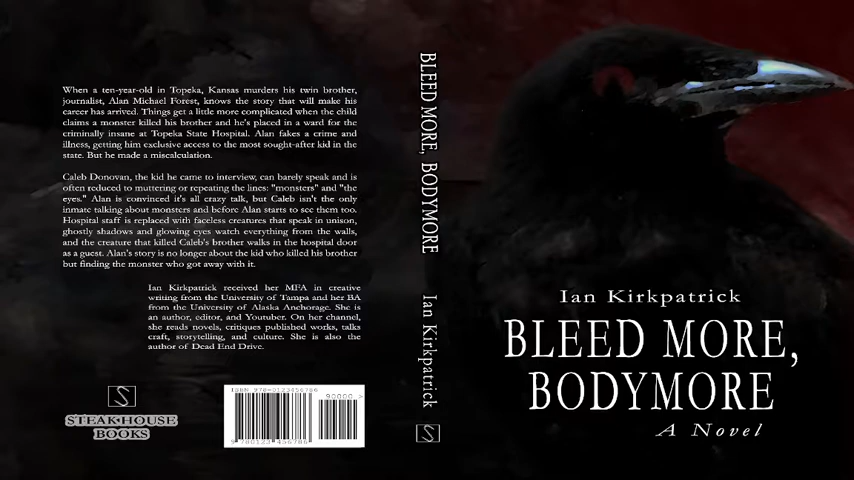 When a ten-year-old in Topeka, Kansas murders his twin brother,
journalist, Alan Michael Forest, knows the story that will make his
career has arrived. Things get a little more complicated when the child
claims a monster killed his brother and he's placed in a ward for the
criminally insane at Topeka State Hospital. Alan fakes a crime and
illness, getting him exclusive access to the most sought-after kid in the
state. But he made a miscalculation.
Caleb Donovan, the kid he came to interview, can barely speak and is
often reduced to muttering or repeating the lines: "monsters" and "the
eyes." Alan is convinced it's all crazy talk, but Caleb isn't the only
inmate talking about monsters and before Alan starts to see them too.
Hospital staff is replaced with faceless creatures that speak in unison,
ghostly shadows and glowing eyes watch everything from the walls,
and the creature that killed Caleb's brother walks in the hospital door
as a guest. Alan's story is no longer about the kid who killed his brother
but finding the monster who got away with it.
Ian Kirkpatrick received her MFA in creative
writing from the University of Tampa and her BA
from the University of Alaska Anchorage. She is
an author, editor, and Youtuber. On her channel,
she reads novels, critiques published works, talks
craft, storytelling, and culture. She is also the
author of Dead End Drive.
S
STEAK·HOUSE
BOOKS
ISBN 978-0123456786
90000 >
9 780123 456786
BLEED MORE, BODYMORE
Ian Kirkpatrick
S
Ian Kirkpatrick
BLEED MORE,
BODYMORE
A Novel